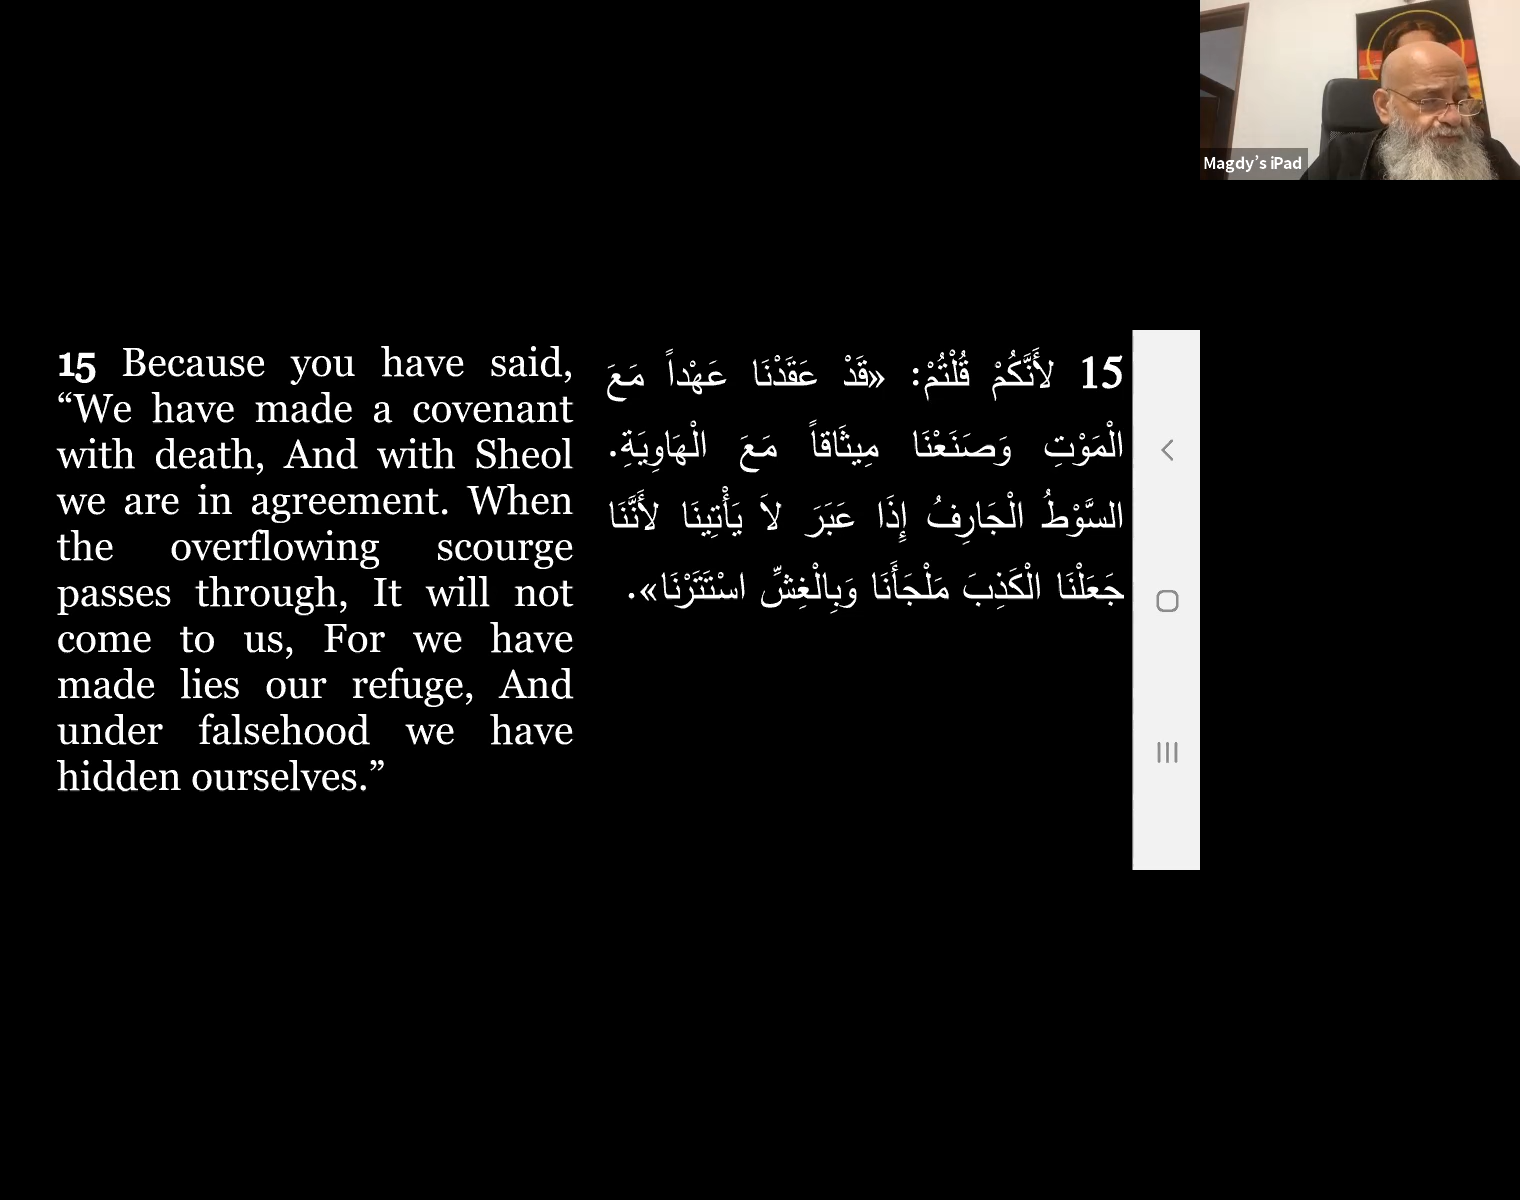 Magdy’s iPad
15 Because you have said,
“We have made a covenant
with death, And with Sheol
we are in agreement. When
the overflowing scourge
passes through, It will not
come to us, For we have
made lies our refuge, And
under falsehood we have
hidden ourselves.”
15 لأَنَّكُمْ قُلْتُمْ: «قَدْ عَقَدْنَا عَهْداً مَعَ
الْمَوْتِ وَصَنَعْنَا مِيثَاقاً مَعَ الْهَاوِيَةِ.
السَّوْطُ الْجَارِفُ إِذَا عَبَرَ لاَ يَأْتِينَا لأَنَّنَا
جَعَلْنَا الْكَذِبَ مَلْجَأَنَا وَبِالْغِشِّ اسْتَتَرْنَا».